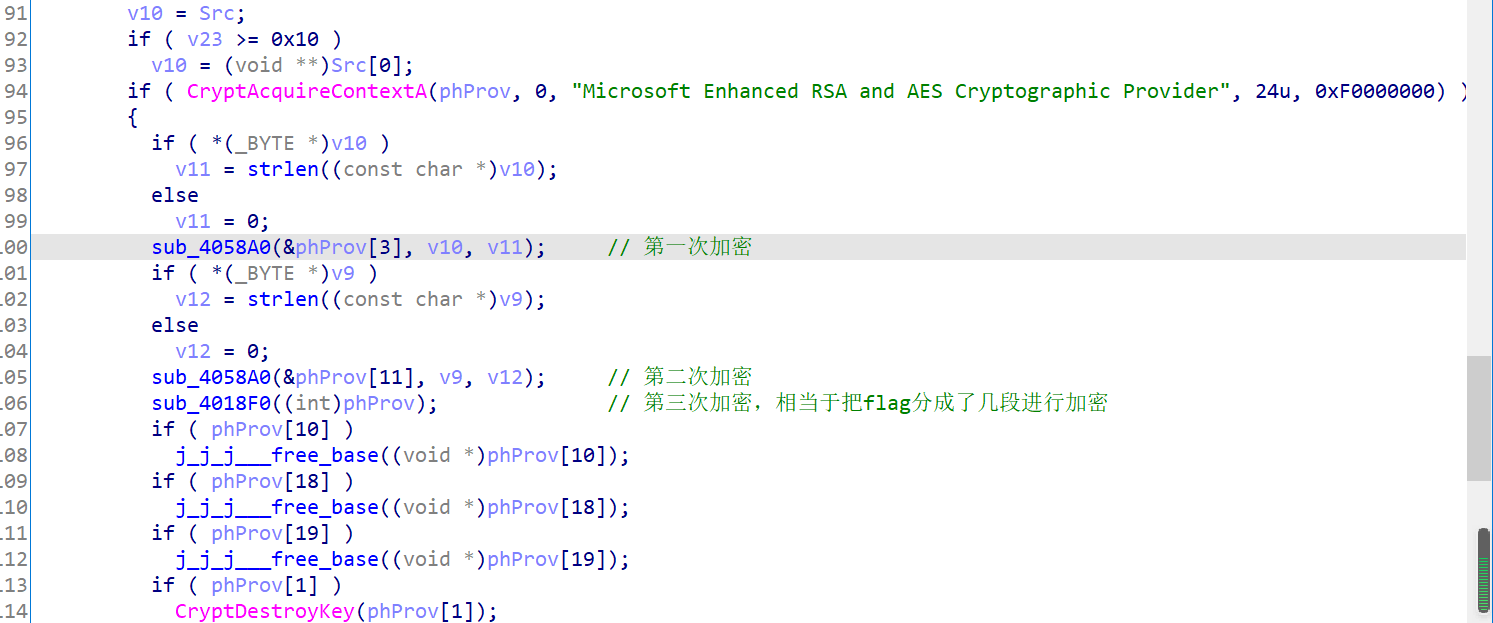 91 v10 = Src;
92 if ( v23 >= 0x10 )
93 v10 = (void **)Src[0];
94 if ( CryptAcquireContextA(phProv, 0, "Microsoft Enhanced RSA and AES Cryptographic Provider", 24u, 0xF0000000) )
95 {
96 if ( *(_BYTE *)v10 )
97 v11 = strlen((const char *)v10);
98 else
99 v11 = 0;
00 sub_4058A0(&phProv[3], v10, v11); // 第一次加密
01 if ( *(_BYTE *)v9 )
02 v12 = strlen((const char *)v9);
03 else
04 v12 = 0;
05 sub_4058A0(&phProv[11], v9, v12); // 第二次加密
06 sub_4018F0((int)phProv); // 第三次加密，相当于把flag分成了几段进行加密
07 if ( phProv[10] )
08 j_j_j___free_base((void *)phProv[10]);
09 if ( phProv[18] )
10 j_j_j___free_base((void *)phProv[18]);
11 if ( phProv[19] )
12 j_j_j___free_base((void *)phProv[19]);
13 if ( phProv[1] )
14 CryptDestroyKey(phProv[1]);